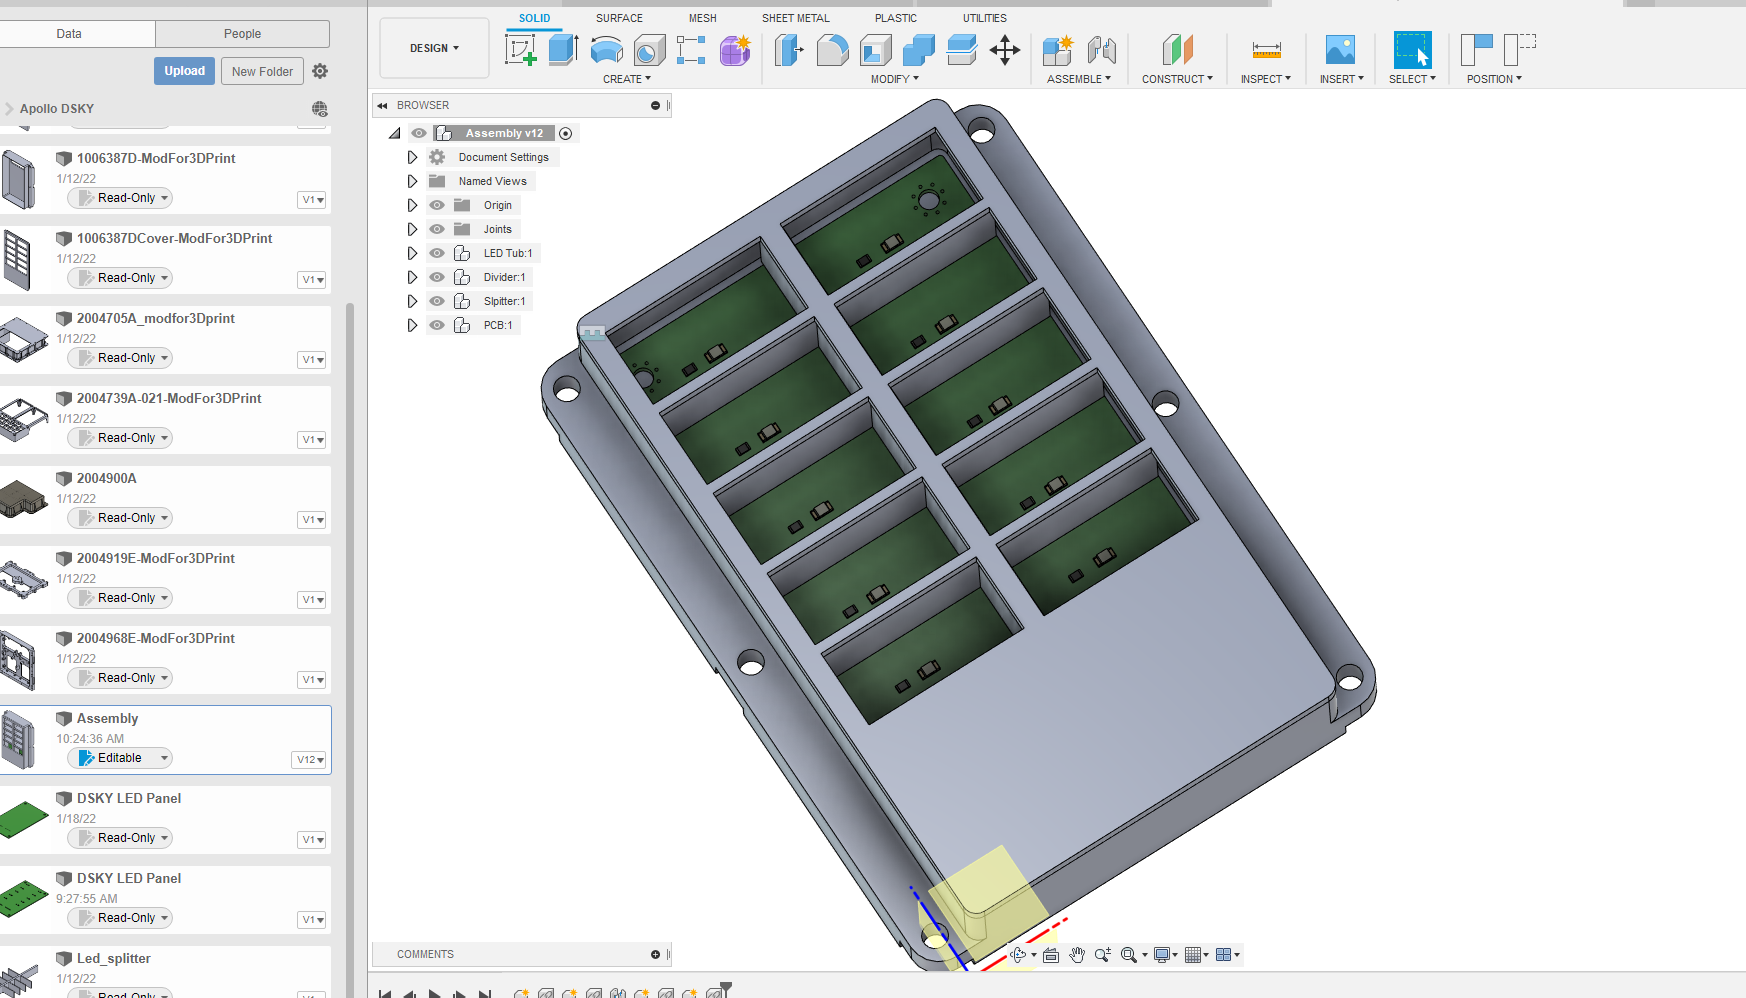 Data
People
Upload
New Folder
Apollo DSKY
1006387D-ModFor3DPrint
1/12/22
Read-Only
V1
1006387DCover-ModFor3DPrint
1/12/22
Read-Only
V1
2004705A_modfor3Dprint
1/12/22
Read-Only
V1
2004739A-021-ModFor3DPrint
1/12/22
Read-Only
V1
2004900A
1/12/22
Read-Only
V1
2004919E-ModFor3DPrint
1/12/22
Read-Only
V1
2004968E-ModFor3DPrint
1/12/22
Read-Only
V1
Assembly
10:24:36 AM
Editable
V12
DSKY LED Panel
1/18/22
Read-Only
V1
DSKY LED Panel
9:27:55 AM
Read-Only
V1
Led_splitter
1/12/22
Read-Only
V1
DESIGN
SOLID SURFACE MESH SHEET METAL PLASTIC UTILITIES
CREATE MODIFY ASSEMBLE CONSTRUCT INSPECT INSERT SELECT POSITION
BROWSER
Assembly v12
Document Settings
Named Views
Origin
Joints
LED Tub:1
Divider:1
Slpitter:1
PCB:1
COMMENTS